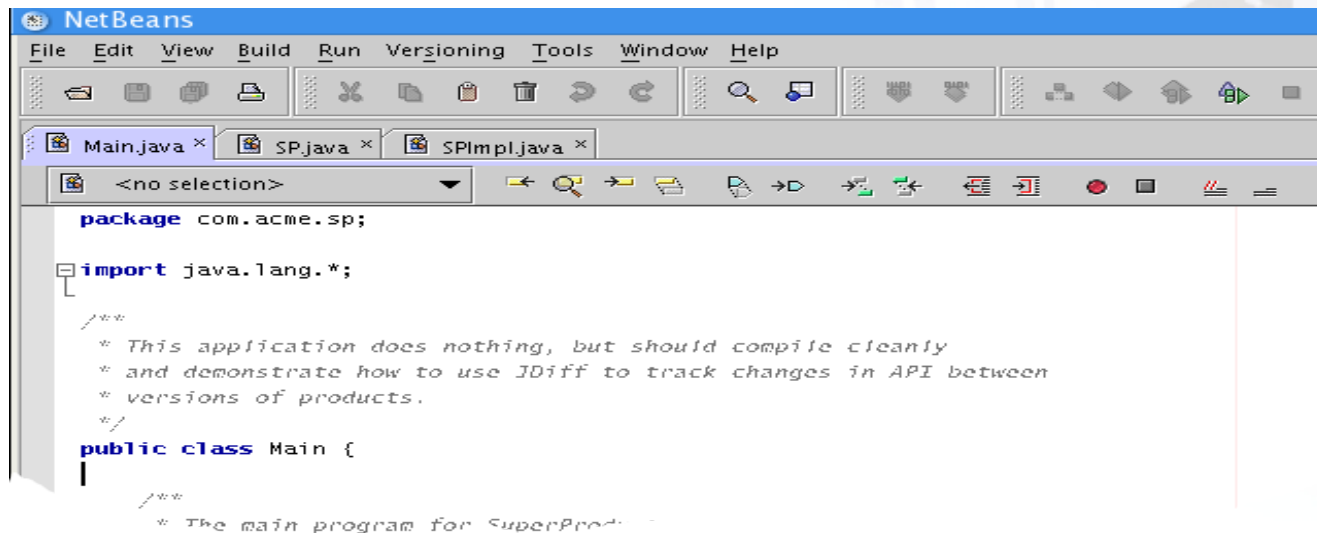 NetBeans
File Edit View Build Run Versioning Tools Window Help
Main.java × SP.java × SPImpl.java ×
<no selection>
package com.acme.sp;
import java.lang.*;
/**
* This application does nothing, but should compile cleanly
* and demonstrate how to use JDiff to track changes in API between
* versions of products.
*/
public class Main {
/**
* The main program for